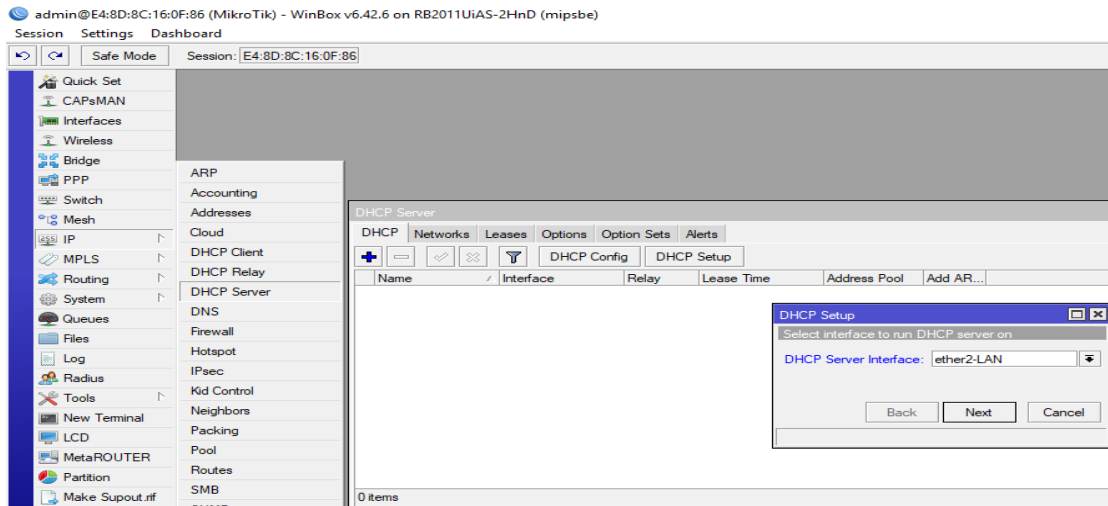 admin@E4:8D:8C:16:0F:86 (MikroTik) - WinBox v6.42.6 on RB2011UiAS-2HnD (mipsbe)
Session Settings Dashboard
Safe Mode Session: E4:8D:8C:16:0F:86
Quick Set
CAPsMAN
Interfaces
Wireless
Bridge
PPP
Switch
Mesh
IP
MPLS
Routing
System
Queues
Files
Log
Radius
Tools
New Terminal
LCD
MetaROUTER
Partition
Make Supout.rif
ARP
Accounting
Addresses
Cloud
DHCP Client
DHCP Relay
DHCP Server
DNS
Firewall
Hotspot
IPsec
Kid Control
Neighbors
Packing
Pool
Routes
SMB
DHCP Server
DHCP Networks Leases Options Option Sets Alerts
DHCP Config DHCP Setup
Name Interface Relay Lease Time Address Pool Add AR...
DHCP Setup
Select interface to run DHCP server on
DHCP Server Interface: ether2-LAN
Back Next Cancel
0 items